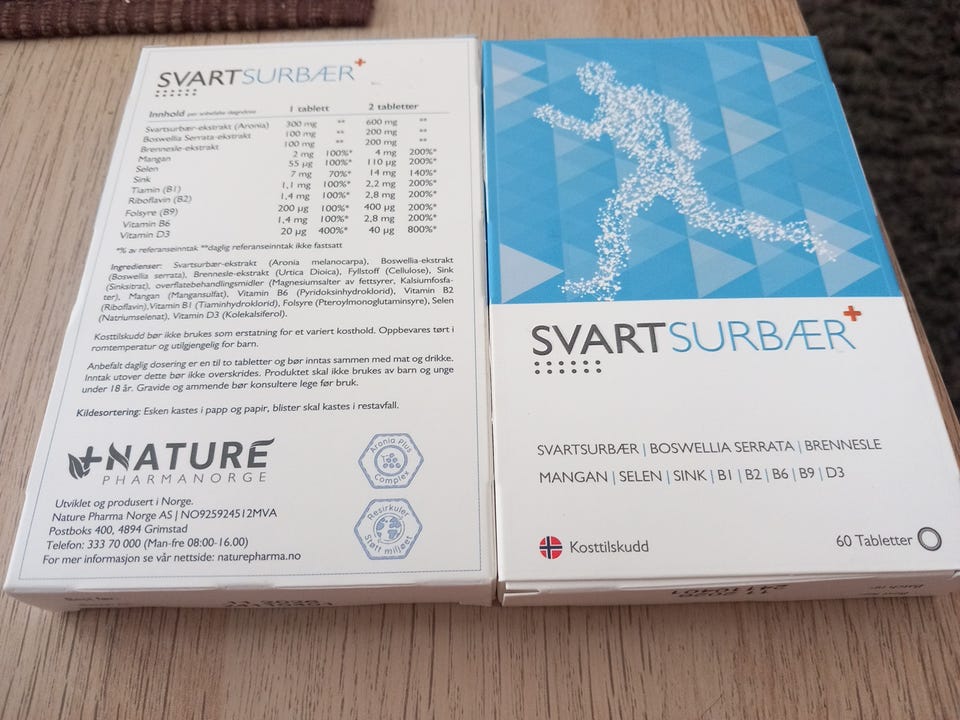 SVARTSURBÆR+
Innhold per anbefalte døgndose 1 tablett 2 tabletter
Svartsurbær-ekstrakt (Aronia) 300 mg ** 600 mg **
Boswellia Serrata-ekstrakt 100 mg ** 200 mg **
Brennesle-ekstrakt 100 mg ** 200 mg **
Mangan 2 mg 100%* 4 mg 200%*
Selen 55 µg 100%* 110 µg 200%*
Sink 7 mg 70%* 14 mg 140%*
Tiamin (B1) 1,1 mg 100%* 2,2 mg 200%*
Riboflavin (B2) 1,4 mg 100%* 2,8 mg 200%*
Folsyre (B9) 200 µg 100%* 400 µg 200%*
Vitamin B6 1,4 mg 100%* 2,8 mg 200%*
Vitamin D3 20 µg 400%* 40 µg 800%*
*% av referanseinntak **daglig referanseinntak ikke fastsatt
Ingredienser: Svartsurbær-ekstrakt (Aronia melanocarpa), Boswellia-ekstrakt
(Boswellia serrata), Brennesle-ekstrakt (Urtica Dioica), Fyllstoff (Cellulose), Sink
(Sinksitrat), overflatebehandlingsmidler (Magnesiumsalter av fettsyrer, Kalsiumfosfa-
ter), Mangan (Mangansulfat), Vitamin B6 (Pyridoksinhydroklorid), Vitamin B2
(Riboflavin), Vitamin B1 (Tiaminhydroklorid), Folsyre (Pteroylmonoglutaminsyre), Selen
(Natriumselenat), Vitamin D3 (Kolekalsiferol).
Kosttilskudd bør ikke brukes som erstatning for et variert kosthold. Oppbevares tørt i
romtemperatur og utilgjengelig for barn.
Anbefalt daglig dosering er en til to tabletter og bør inntas sammen med mat og drikke.
Inntak utover dette bør ikke overskrides. Produktet skal ikke brukes av barn og unge
under 18 år. Gravide og ammende bør konsultere lege før bruk.
Kildesortering: Esken kastes i papp og papir, blister skal kastes i restavfall.
+NATURE
PHARMANORGE
Aronia Plus
Complex
Resirkuler
Støtt miljøet
Utviklet og produsert i Norge.
Nature Pharma Norge AS | NO925924512MVA
Postboks 400, 4894 Grimstad
Telefon: 333 70 000 (Man-fre 08:00-16.00)
For mer informasjon se vår nettside: naturepharma.no
SVARTSURBÆR+
SVARTSURBÆR | BOSWELLIA SERRATA | BRENNESLE
MANGAN | SELEN | SINK | B1 | B2 | B6 | B9 | D3
Kosttilskudd
60 Tabletter